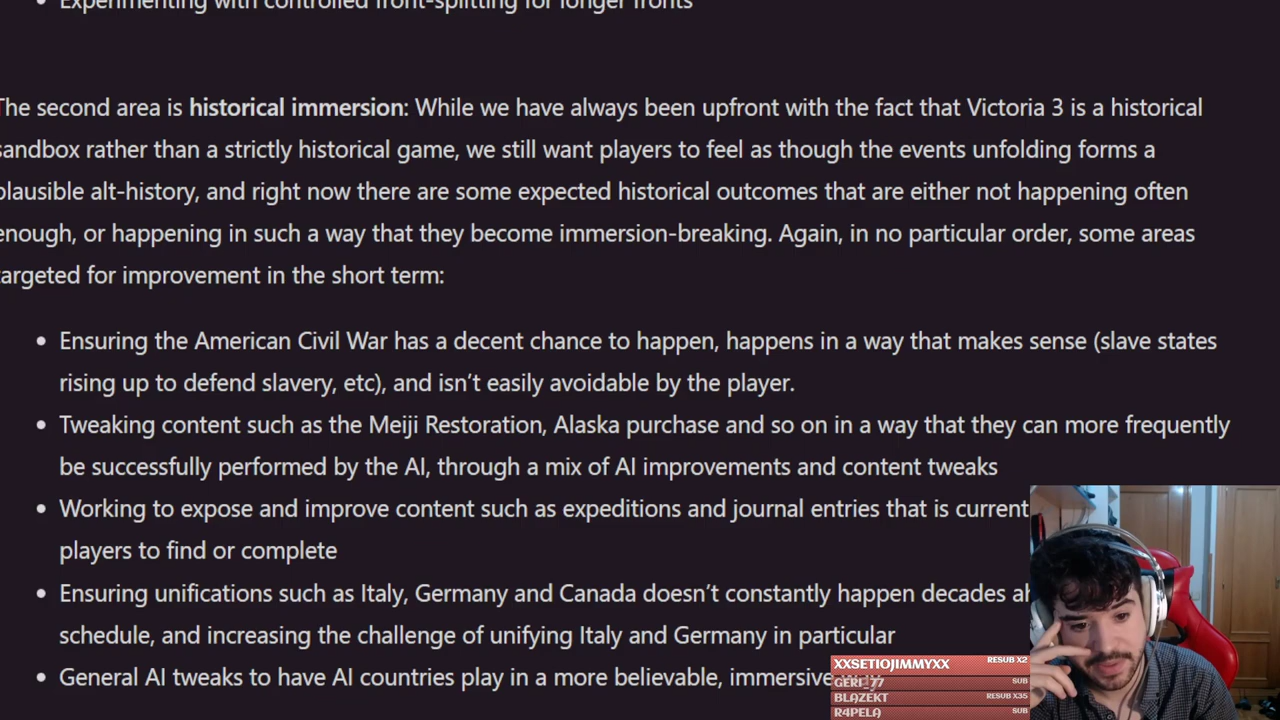 Experimenting with controlled front-splitting for longer fronts
The second area is historical immersion: While we have always been upfront with the fact that Victoria 3 is a historical
sandbox rather than a strictly historical game, we still want players to feel as though the events unfolding forms a
plausible alt-history, and right now there are some expected historical outcomes that are either not happening often
enough, or happening in such a way that they become immersion-breaking. Again, in no particular order, some areas
targeted for improvement in the short term:
• Ensuring the American Civil War has a decent chance to happen, happens in a way that makes sense (slave states
rising up to defend slavery, etc), and isn't easily avoidable by the player.
• Tweaking content such as the Meiji Restoration, Alaska purchase and so on in a way that they can more frequently
be successfully performed by the AI, through a mix of AI improvements and content tweaks
• Working to expose and improve content such as expeditions and journal entries that is current
players to find or complete
• Ensuring unifications such as Italy, Germany and Canada doesn't constantly happen decades
schedule, and increasing the challenge of unifying Italy and Germany in particular
• General AI tweaks to have AI countries play in a more believable, immersive
XXSETIOJIMMYXX RESUB X2
GERI_77 SUB
BLAZEKT RESUB X35
R4PELA SUB